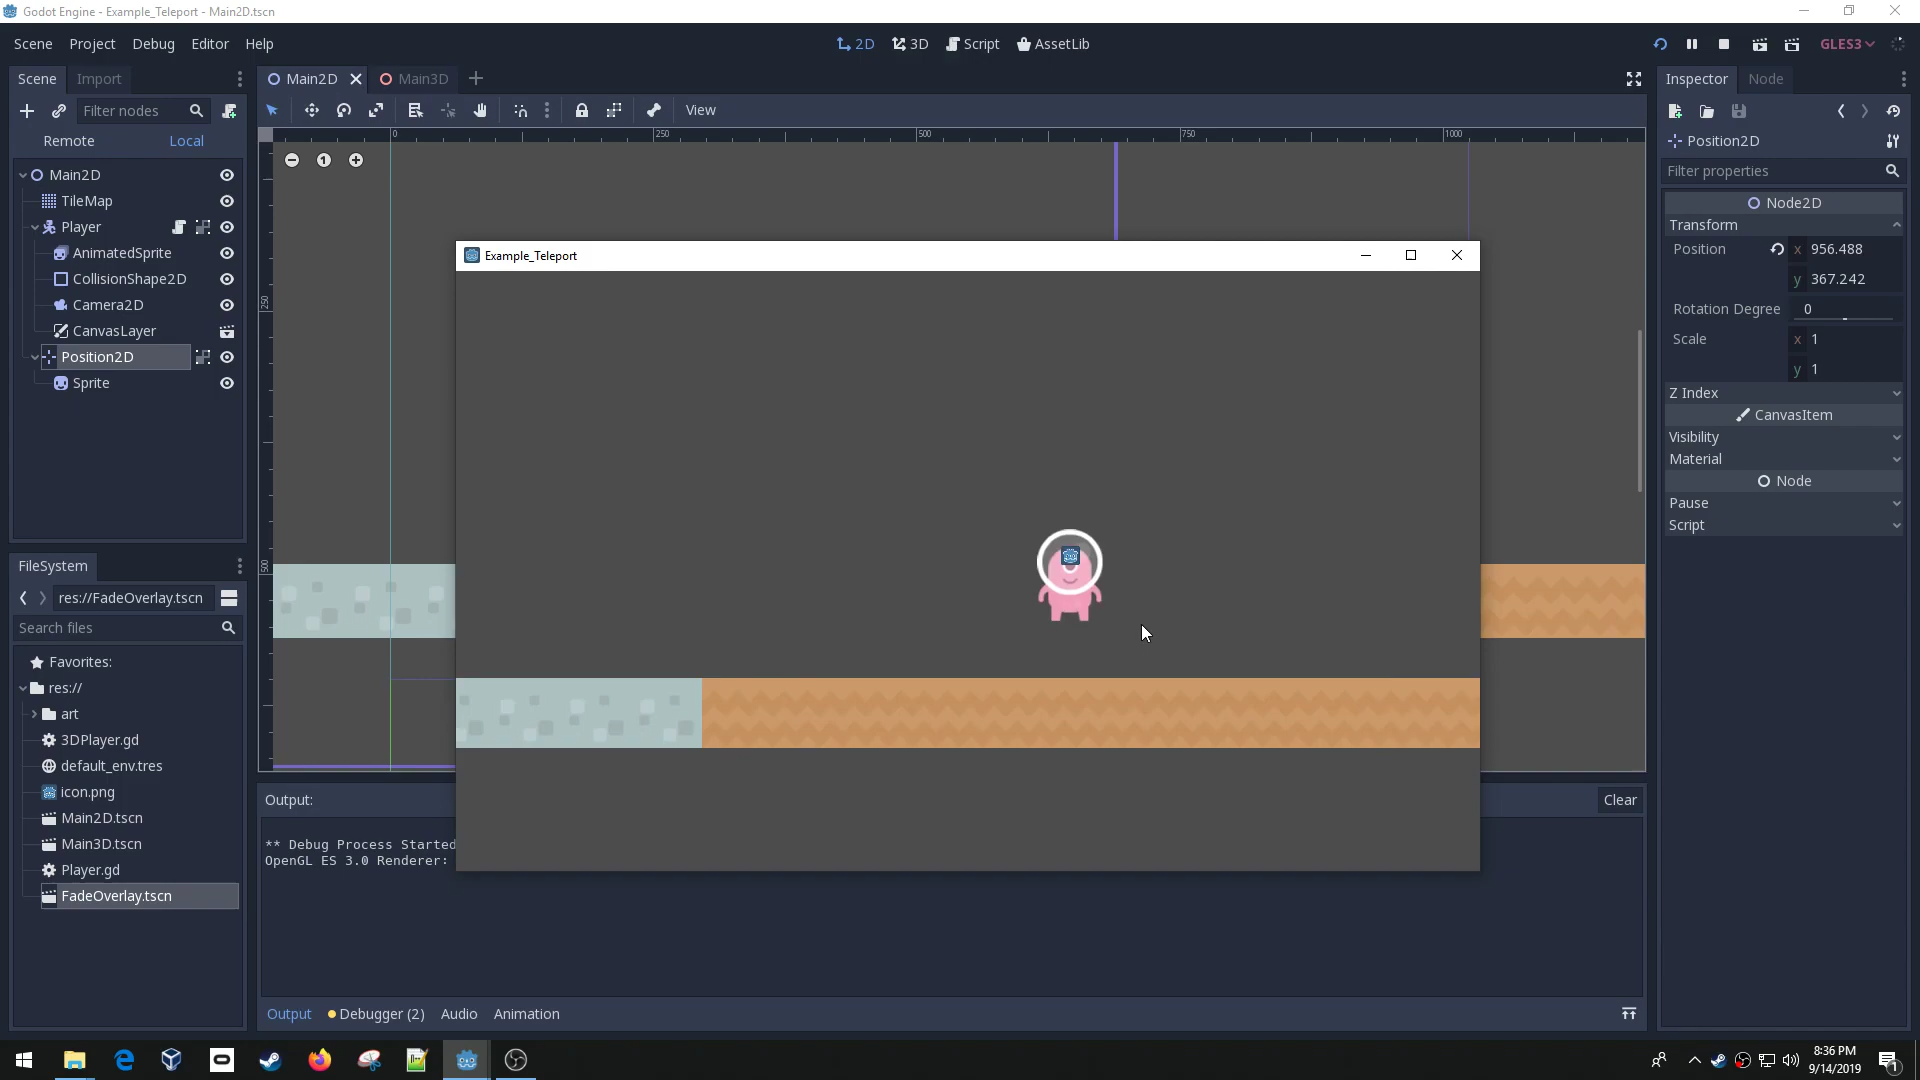 Godot Engine - Example_Teleport - Main2D.tscn
Scene Project Debug Editor Help
2D 3D Script AssetLib
GLES3
Scene Import
Main2D Main3D
Inspector Node
Filter nodes
View
Remote Local
Position2D
Filter properties
0 250 500 750 1000
250
500
1
Main2D
TileMap
Player
AnimatedSprite
CollisionShape2D
Camera2D
CanvasLayer
Position2D
Sprite
Node2D
Transform
Position x 956.488
y 367.242
Rotation Degree 0
Scale x 1
y 1
Z Index
CanvasItem
Visibility
Material
Node
Pause
Script
Example_Teleport
FileSystem
res://FadeOverlay.tscn
Search files
Favorites:
res://
art
3DPlayer.gd
default_env.tres
icon.png
Main2D.tscn
Main3D.tscn
Player.gd
FadeOverlay.tscn
Output:
Clear
** Debug Process Started
OpenGL ES 3.0 Renderer:
Output Debugger (2) Audio Animation
8:36 PM
9/14/2019
1